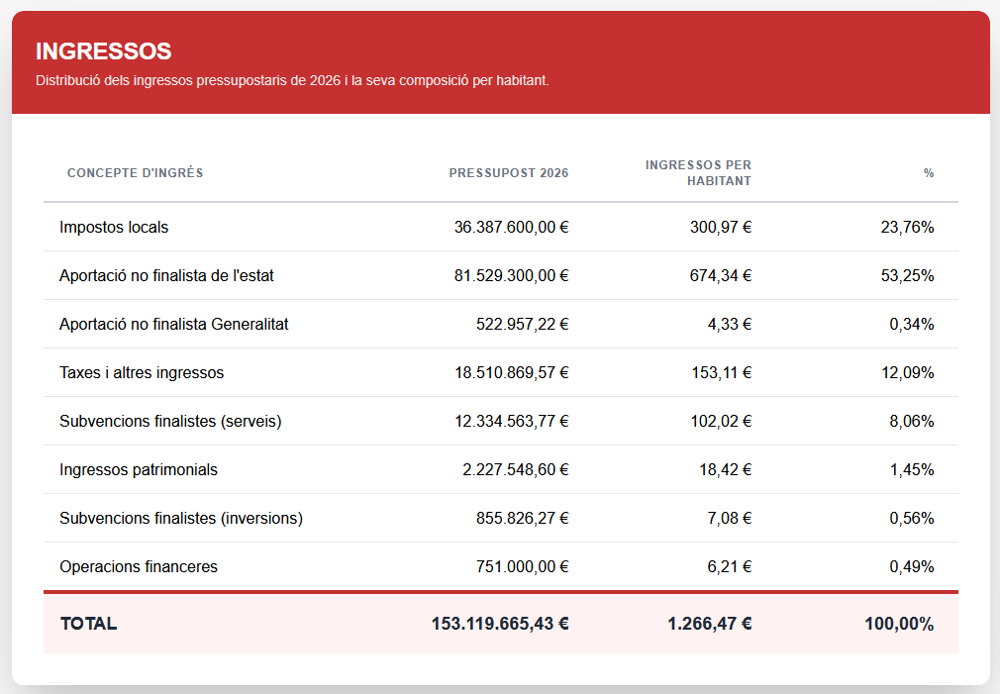 INGRESSOS
Distribució dels ingressos pressupostaris de 2026 i la seva composició per habitant.
CONCEPTE D'INGRÉS PRESSUPOST 2026 INGRESSOS PER HABITANT %
Impostos locals 36.387.600,00 € 300,97 € 23,76%
Aportació no finalista de l'estat 81.529.300,00 € 674,34 € 53,25%
Aportació no finalista Generalitat 522.957,22 € 4,33 € 0,34%
Taxes i altres ingressos 18.510.869,57 € 153,11 € 12,09%
Subvencions finalistes (serveis) 12.334.563,77 € 102,02 € 8,06%
Ingressos patrimonials 2.227.548,60 € 18,42 € 1,45%
Subvencions finalistes (inversions) 855.826,27 € 7,08 € 0,56%
Operacions financeres 751.000,00 € 6,21 € 0,49%
TOTAL 153.119.665,43 € 1.266,47 € 100,00%